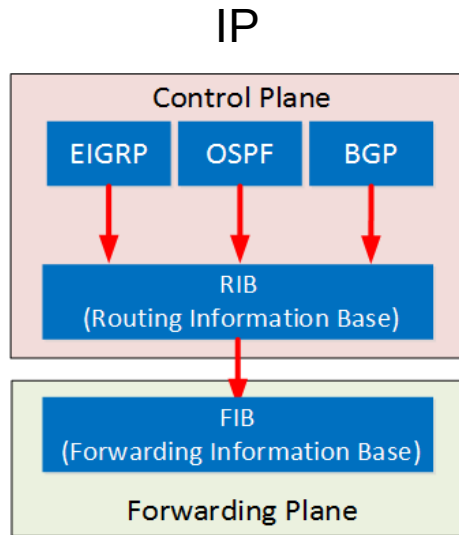 IP
Control Plane
EIGRP
OSPF
BGP
RIB
(Routing Information Base)
FIB
(Forwarding Information Base)
Forwarding Plane